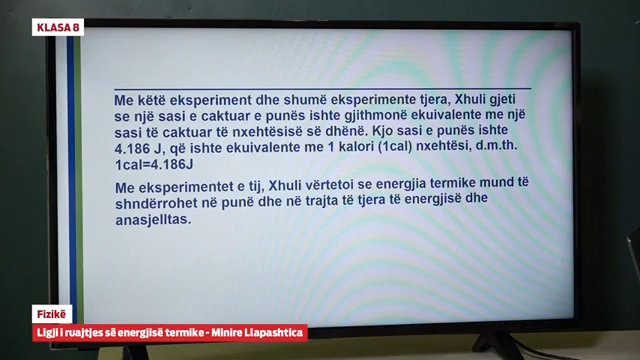 KLASA 8
Me këtë eksperiment dhe shumë eksperimente tjera, Xhuli gjeti
se një sasi e caktuar e punës ishte gjithmonë ekuivalente me një
sasi të caktuar të nxehtësisë së dhënë. Kjo sasi e punës ishte
4.186 J, që ishte ekuivalente me 1 kalori (1cal) nxehtësi, d.m.th.
1cal=4.186J
Me eksperimentet e tij, Xhuli vërtetoi se energjia termike mund të
shndërrohet në punë dhe në trajta të tjera të energjisë dhe
anasjelltas.
Fizikë
Ligji i ruajtjes së energjisë termike - Minire Llapashtica